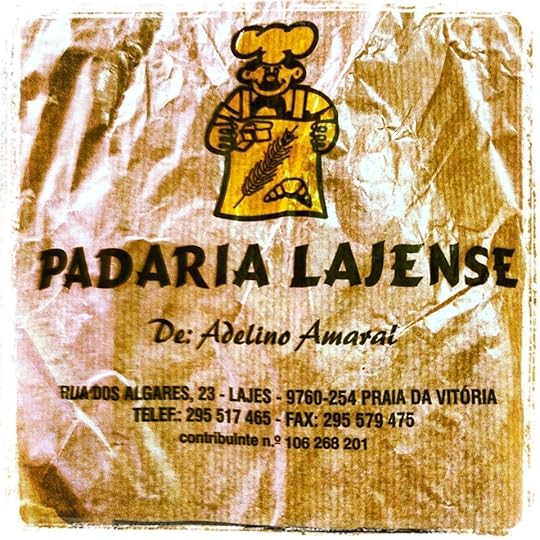 PADARIA LAJENSE
De: Adelino Amaral
RUA DOS ALGARES, 23 - LAJES - 9760-254 PRAIA DA VITÓRIA
TELEF.: 295 517 465 - FAX: 295 579 475
contribuinte n.º 106 268 201